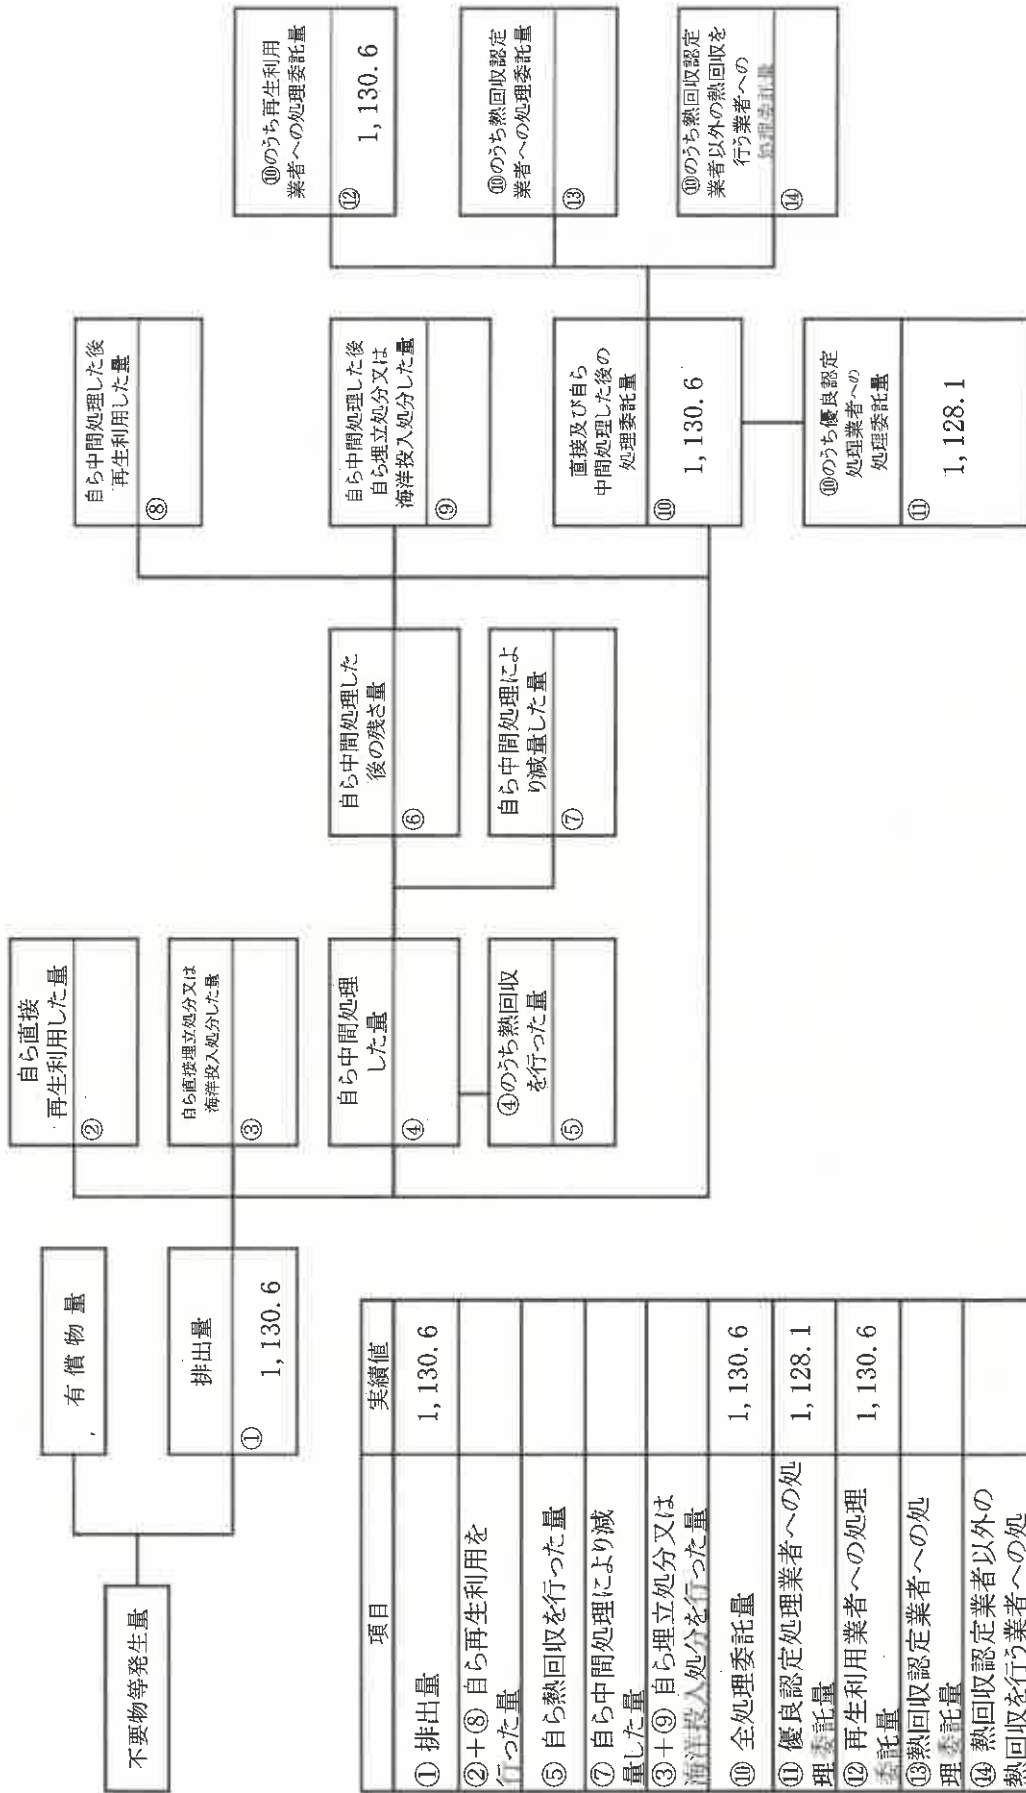 不要物等発生量
有償物量
排出量
①
1,130.6
自ら直接
再生利用した量
②
自ら直接埋立処分又は
海洋投入処分した量
③
自ら中間処理
した量
④
④のうち熱回収
を行った量
⑤
自ら中間処理した
後の残さ量
⑥
自ら中間処理によ
り減量した量
⑦
自ら中間処理した後
再生利用した量
⑧
自ら中間処理した後
自ら埋立処分又は
海洋投入処分した量
⑨
直接及び自ら
中間処理した後の
処理委託量
⑩
1,130.6
⑩のうち優良認定
処理業者への
処理委託量
⑪
1,128.1
⑩のうち再生利用
業者への処理委託量
⑫
1,130.6
⑩のうち熱回収認定
業者への処理委託量
⑬
⑩のうち熱回収認定
業者以外の熱回収を
行う業者への
処理委託量
⑭
項目 実績値
①排出量 1,130.6
②+⑧ 自ら再生利用を
行った量
⑤ 自ら熱回収を行った量
⑦ 自ら中間処理により減
量した量
③+⑨ 自ら埋立処分又は
海洋投入処分を行った量
⑩ 全処理委託量 1,130.6
⑪ 優良認定処理業者への処
理委託量 1,128.1
⑫ 再生利用業者への処理
委託量 1,130.6
⑬熱回収認定業者への処
理委託量
⑭ 熱回収認定業者以外の
熱回収を行う業者への処